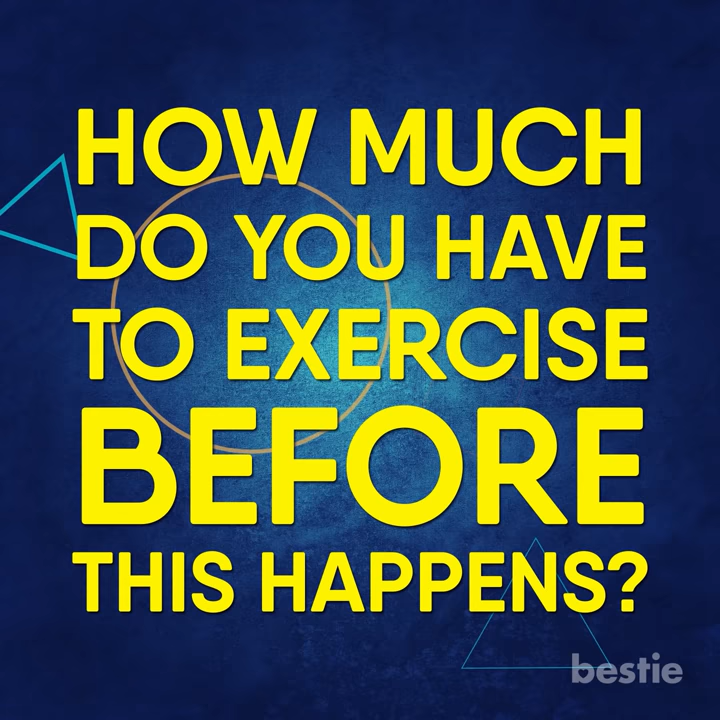 HOW MUCH
DO YOU HAVE
TO EXERCISE
BEFORE
THIS HAPPENS?
bestie